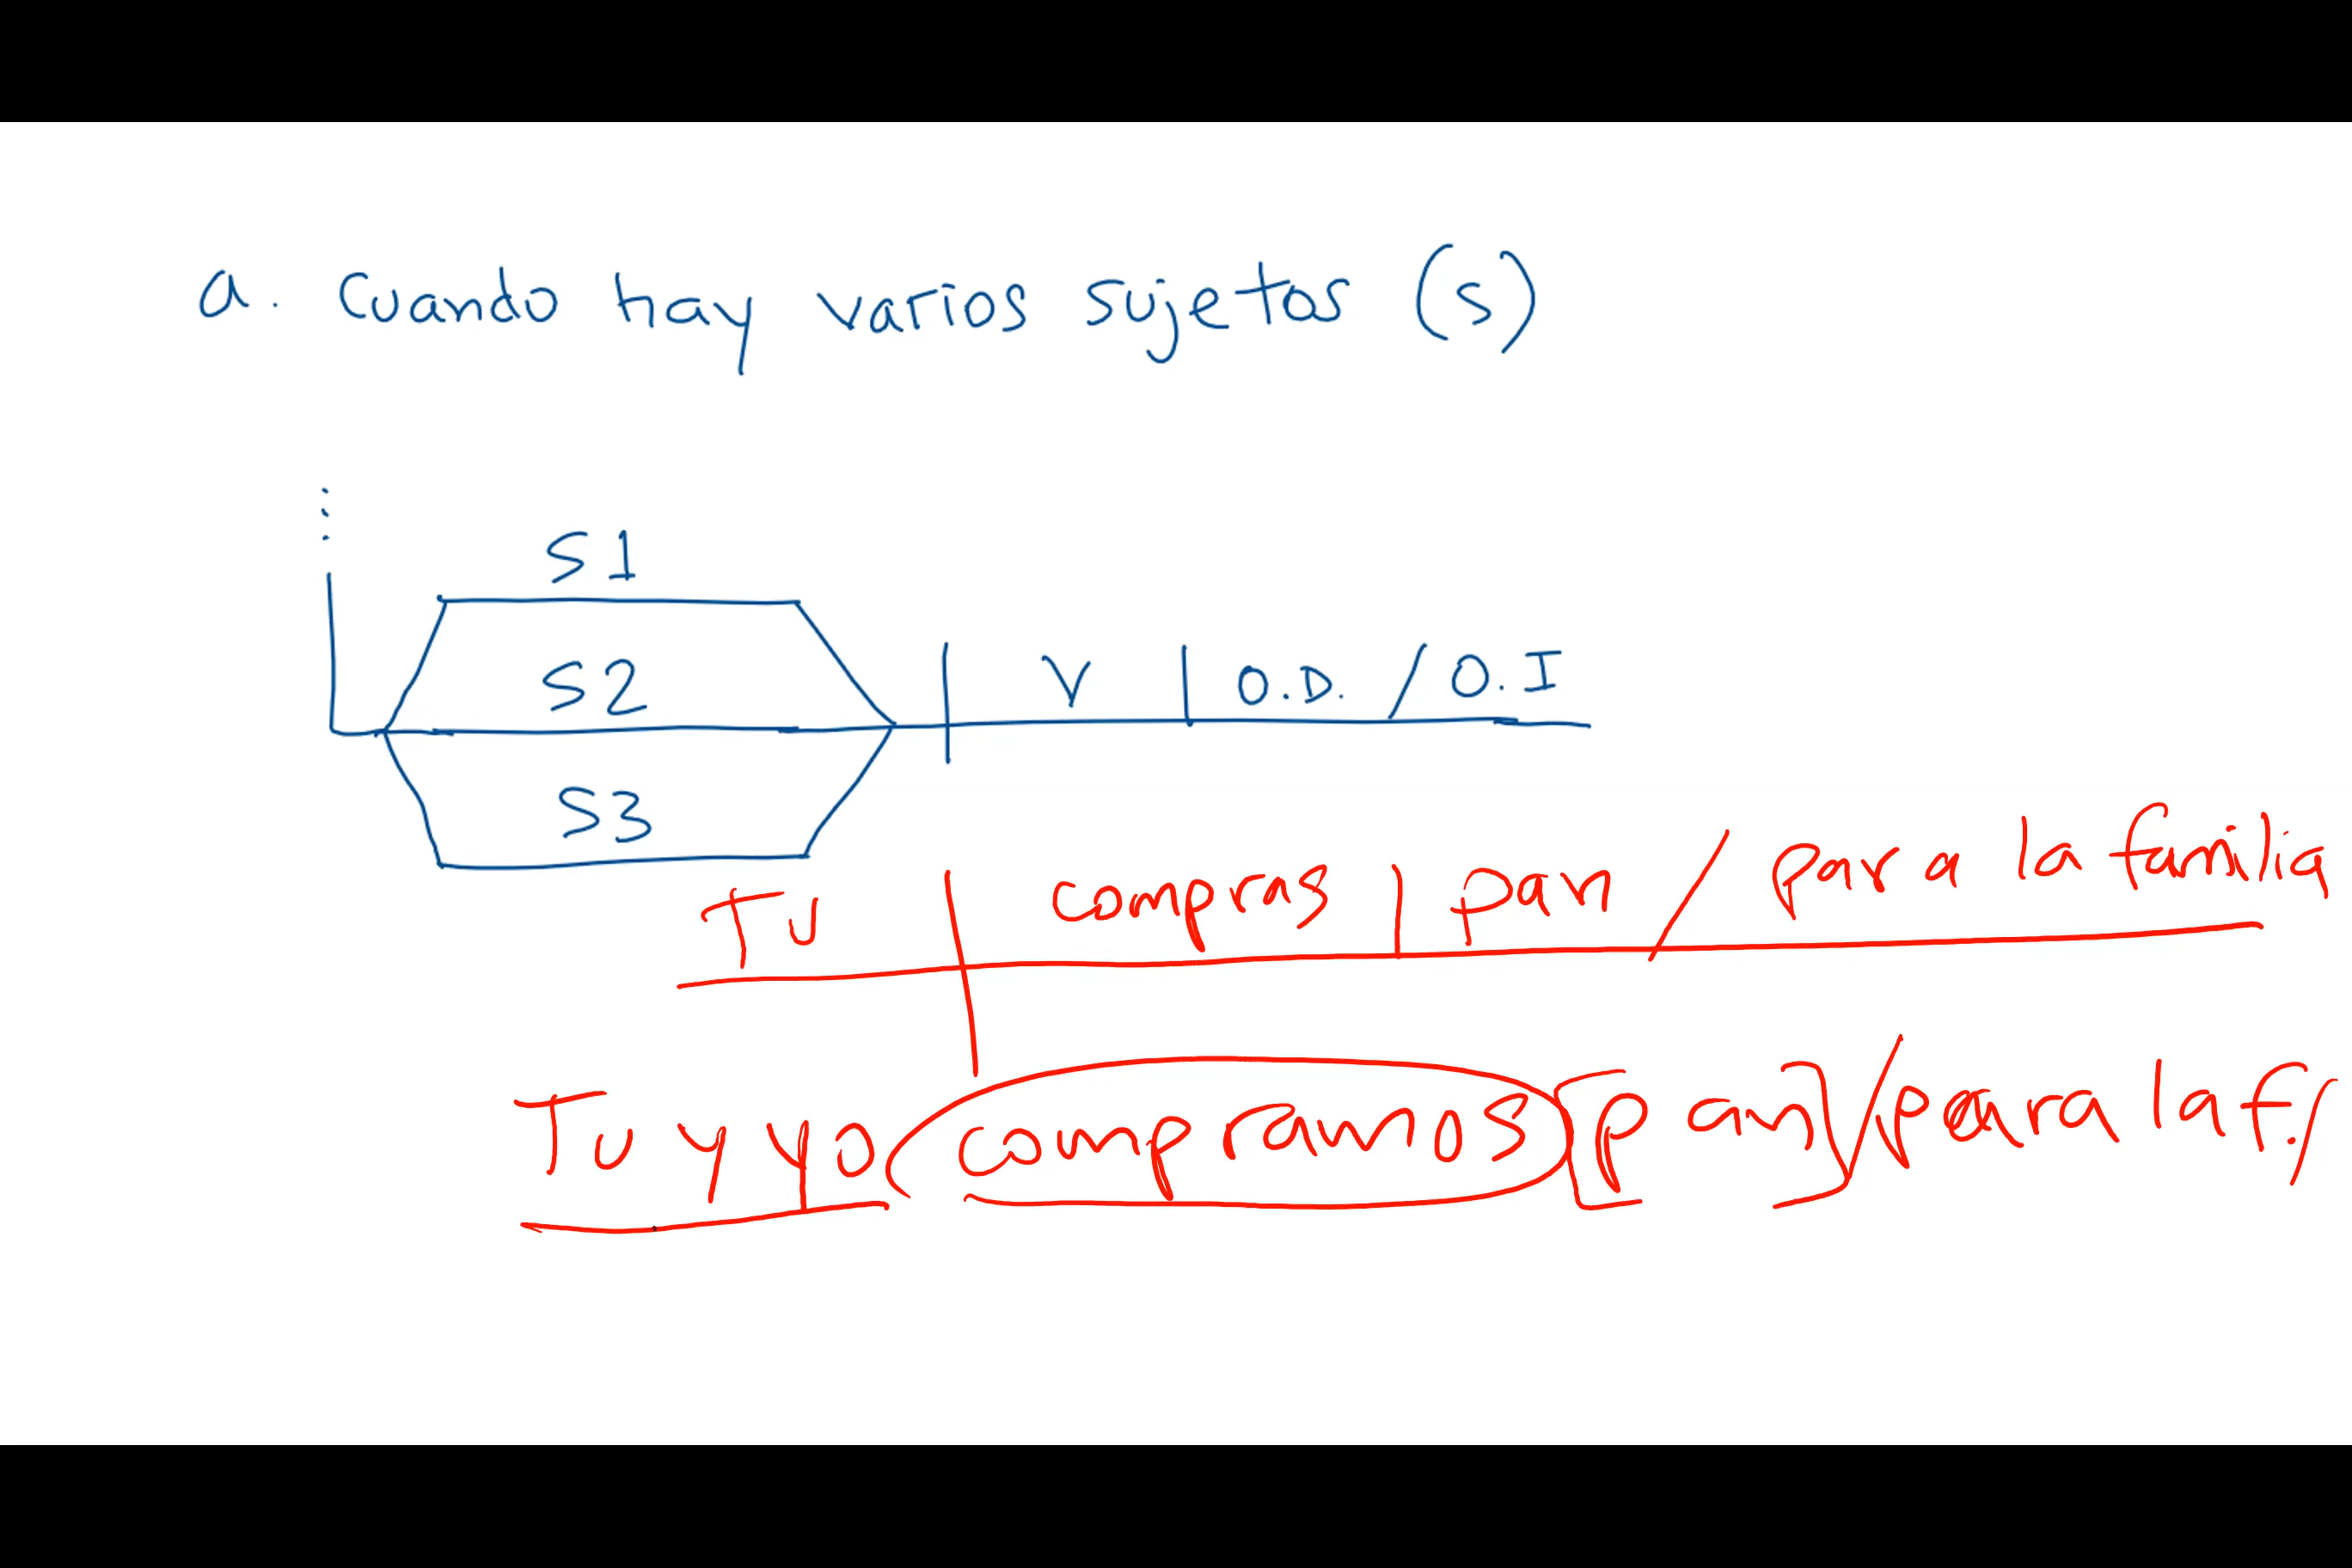 a. Cuando hay varios sujetos (s)
S1
S2 | V | O.D. / O.I
S3
Tu | compras | pan / para la familia
Tu y yo (compramos) [pan] / para la f.